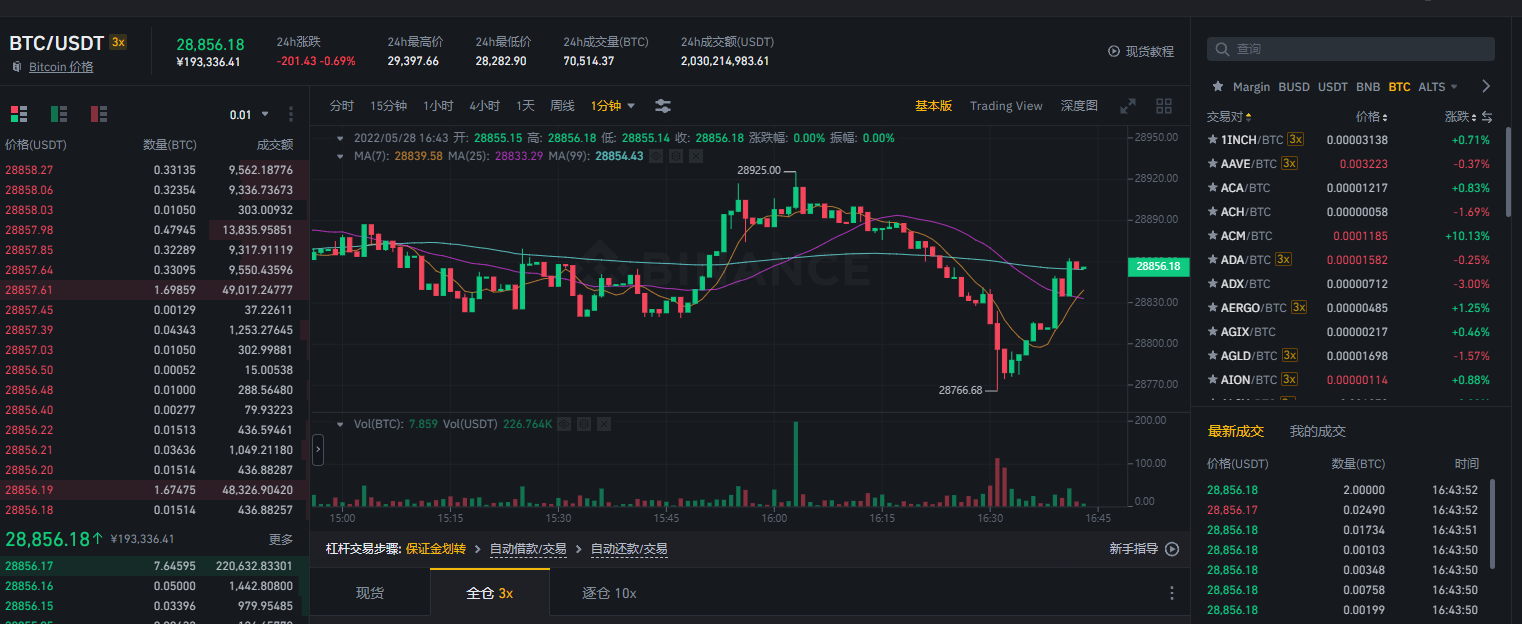 BTC/USDT 3x
Bitcoin 价格
28,856.18
¥193,336.41
24h涨跌
-201.43 -0.69%
24h最高价
29,397.66
24h最低价
28,282.90
24h成交量(BTC)
70,514.37
24h成交额(USDT)
2,030,214,983.61
现货教程
0.01
价格(USDT) 数量(BTC) 成交额
28858.27 0.33135 9,562.18776
28858.06 0.32354 9,336.73673
28858.03 0.01050 303.00932
28857.98 0.47945 13,835.95851
28857.85 0.32289 9,317.91119
28857.64 0.33095 9,550.43596
28857.61 1.69859 49,017.24777
28857.45 0.00129 37.22611
28857.39 0.04343 1,253.27645
28857.03 0.01050 302.99881
28856.50 0.00052 15.00538
28856.48 0.01000 288.56480
28856.40 0.00277 79.93223
28856.22 0.01513 436.59461
28856.21 0.03636 1,049.21180
28856.20 0.01514 436.88287
28856.19 1.67475 48,326.90420
28856.18 0.01514 436.88257
28,856.18↑ ¥193,336.41 更多
28856.17 7.64595 220,632.83301
28856.16 0.05000 1,442.80800
28856.15 0.03396 979.95485
分时 15分钟 1小时 4小时 1天 周线 1分钟
基本版 Trading View 深度图
2022/05/28 16:43 开: 28855.15 高: 28856.18 低: 28855.14 收: 28856.18 涨跌幅: 0.00% 振幅: 0.00%
MA(7): 28839.58 MA(25): 28833.29 MA(99): 28854.43
28950.00
28920.00
28890.00
28856.18
28830.00
28800.00
28770.00
28925.00
BINANCE
28766.68
Vol(BTC): 7.859 Vol(USDT) 226.764K
200.00
100.00
0.00
15:00 15:15 15:30 15:45 16:00 16:15 16:30 16:45
杠杆交易步骤: 保证金划转 > 自动借款/交易 > 自动还款/交易
新手指导
现货 全仓 3x 逐仓 10x
查询
Margin BUSD USDT BNB BTC ALTS
交易对 价格 涨跌
1INCH/BTC 3x 0.00003138 +0.71%
AAVE/BTC 3x 0.003223 -0.37%
ACA/BTC 0.00001217 +0.83%
ACH/BTC 0.00000058 -1.69%
ACM/BTC 0.0001185 +10.13%
ADA/BTC 3x 0.00001582 -0.25%
ADX/BTC 0.00000712 -3.00%
AERGO/BTC 3x 0.00000485 +1.25%
AGIX/BTC 0.00000217 +0.46%
AGLD/BTC 3x 0.00001698 -1.57%
AION/BTC 3x 0.00000114 +0.88%
最新成交 我的成交
价格(USDT) 数量(BTC) 时间
28,856.18 2.00000 16:43:52
28,856.17 0.02490 16:43:52
28,856.18 0.01734 16:43:51
28,856.18 0.00103 16:43:50
28,856.18 0.00348 16:43:50
28,856.18 0.00758 16:43:50
28,856.18 0.00199 16:43:50